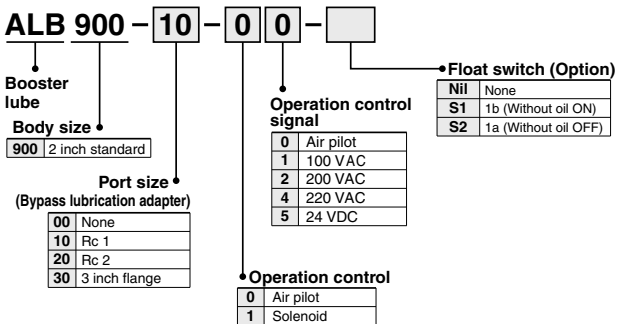 ALB 900 – 10 – 0 0 –
Booster
lube
Body size
900 2 inch standard
Port size
(Bypass lubrication adapter)
00 None
10 Rc 1
20 Rc 2
30 3 inch flange
Operation control
0 Air pilot
1 Solenoid
Operation control
signal
0 Air pilot
1 100 VAC
2 200 VAC
4 220 VAC
5 24 VDC
Float switch (Option)
Nil None
S1 1b (Without oil ON)
S2 1a (Without oil OFF)